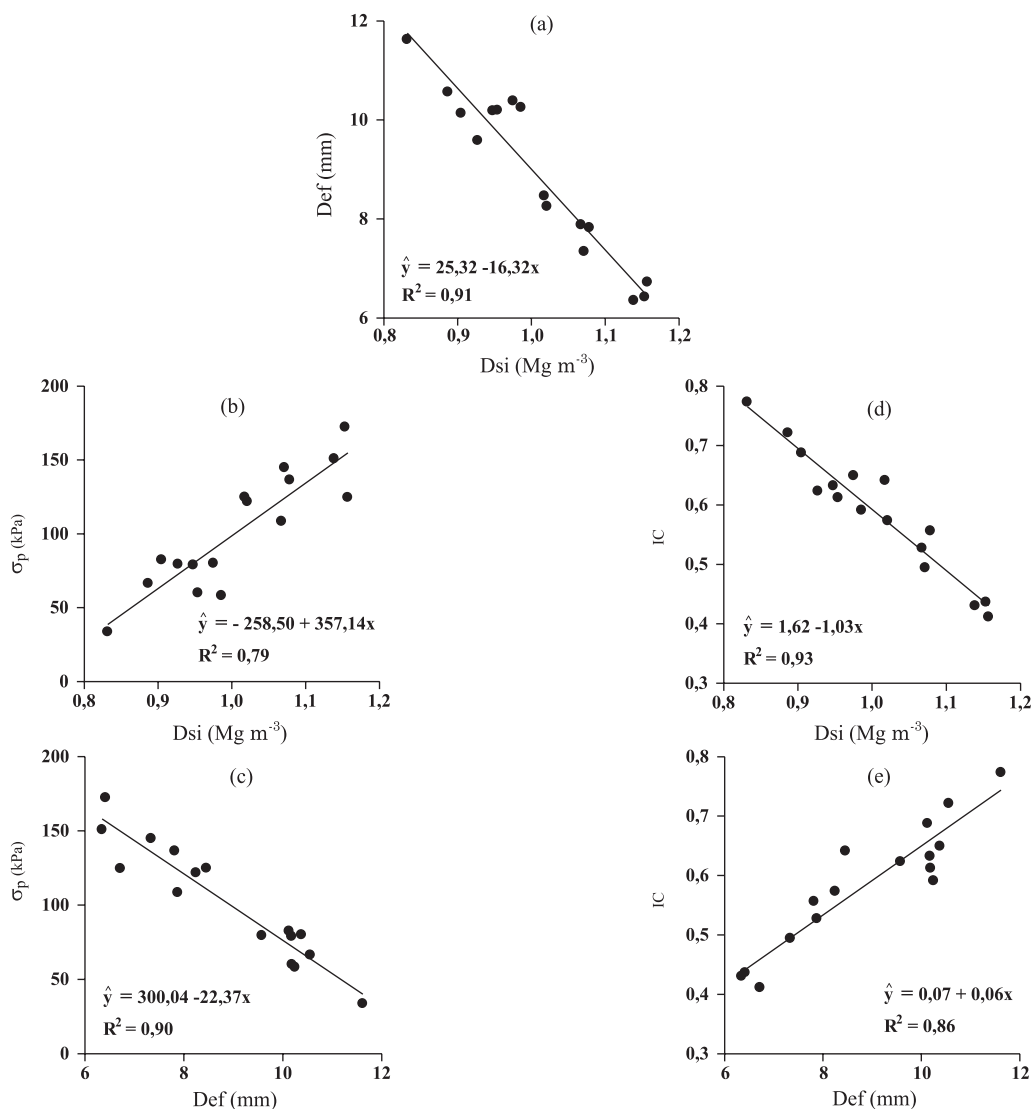 (a)
12
10
8
6
Def (mm)
ŷ = 25,32 -16,32x
R² = 0,91
0,8 0,9 1,0 1,1 1,2
Dsi (Mg m⁻³)
(b)
200
150
100
50
0
σp (kPa)
ŷ = - 258,50 + 357,14x
R² = 0,79
0,8 0,9 1,0 1,1 1,2
Dsi (Mg m⁻³)
(d)
0,8
0,7
0,6
0,5
0,4
0,3
IC
ŷ = 1,62 -1,03x
R² = 0,93
0,8 0,9 1,0 1,1 1,2
Dsi (Mg m⁻³)
(c)
200
150
100
50
0
σp (kPa)
ŷ = 300,04 -22,37x
R² = 0,90
6 8 10 12
Def (mm)
(e)
0,8
0,7
0,6
0,5
0,4
0,3
IC
ŷ = 0,07 + 0,06x
R² = 0,86
6 8 10 12
Def (mm)